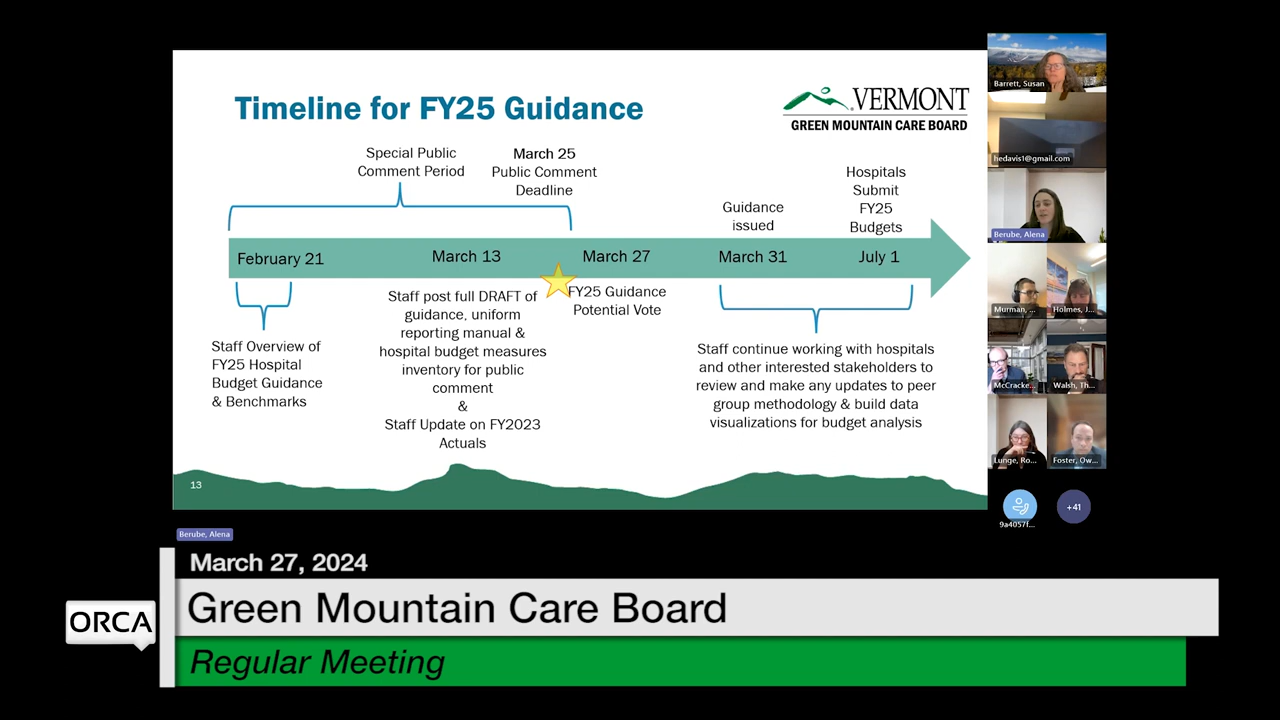 Timeline for FY25 Guidance
VERMONT
GREEN MOUNTAIN CARE BOARD
Special Public
Comment Period
March 25
Public Comment
Deadline
Guidance
issued
Hospitals
Submit
FY25
Budgets
February 21
March 13
March 27
March 31
July 1
Staff Overview of
FY25 Hospital
Budget Guidance
& Benchmarks
Staff post full DRAFT of
guidance, uniform
reporting manual &
hospital budget measures
inventory for public
comment
&
Staff Update on FY2023
Actuals
FY25 Guidance
Potential Vote
Staff continue working with hospitals
and other interested stakeholders to
review and make any updates to peer
group methodology & build data
visualizations for budget analysis
13
Barrett, Susan
hedavis1@gmail.com
Berube, Alena
Murman, ...
Holmes, J...
McCracke...
Walsh, Th...
Lunge, Ro...
Foster, Ow...
9a4057f...
+41
Berube, Alena
March 27, 2024
ORCA
Green Mountain Care Board
Regular Meeting